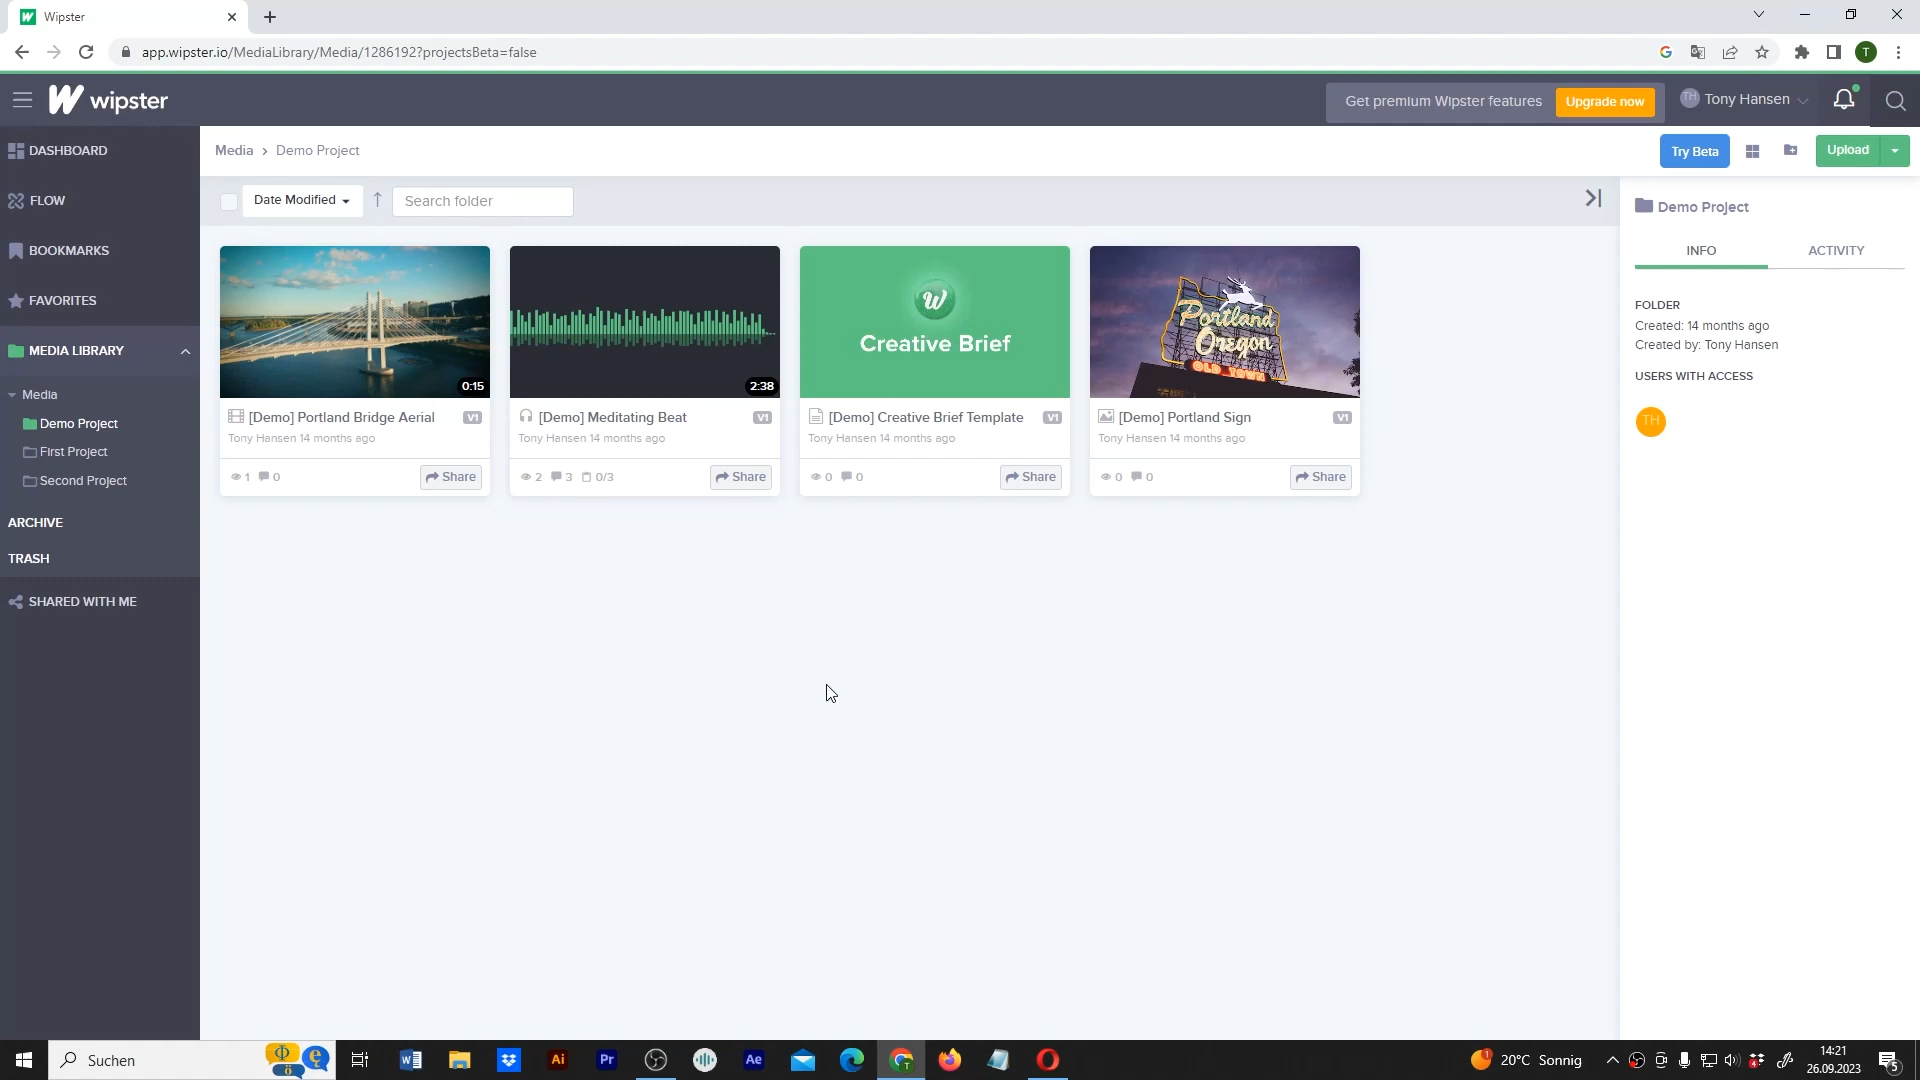 Wipster
app.wipster.io/MediaLibrary/Media/1286192?projectsBeta=false
T
wipster
Get premium Wipster features
Upgrade now
TH
Tony Hansen
DASHBOARD
FLOW
BOOKMARKS
FAVORITES
MEDIA LIBRARY
Media
Demo Project
First Project
Second Project
ARCHIVE
TRASH
SHARED WITH ME
Media > Demo Project
Try Beta
Upload
Date Modified
Search folder
0:15
[Demo] Portland Bridge Aerial
V1
Tony Hansen 14 months ago
1 0
Share
2:38
[Demo] Meditating Beat
V1
Tony Hansen 14 months ago
2 3 0/3
Share
Creative Brief
[Demo] Creative Brief Template
V1
Tony Hansen 14 months ago
0 0
Share
Portland
Oregon
OLD TOWN
[Demo] Portland Sign
V1
Tony Hansen 14 months ago
0 0
Share
Demo Project
INFO
ACTIVITY
FOLDER
Created: 14 months ago
Created by: Tony Hansen
USERS WITH ACCESS
TH
Suchen
Ai
Pr
Ae
1
20°C Sonnig
14:21
26.09.2023
5